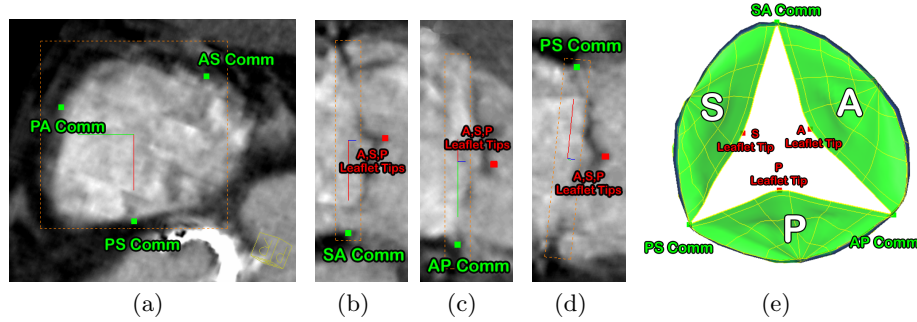 AS Comm
PA Comm
PS Comm
A,S,P
Leaflet Tips
SA Comm
A,S,P
Leaflet Tips
AP Comm
PS Comm
A,S,P
Leaflet Tips
SA Comm
S
A
S
Leaflet Tip
A
Leaflet Tip
P
Leaflet Tip
P
PS Comm
AP Comm
(a)
(b)
(c)
(d)
(e)